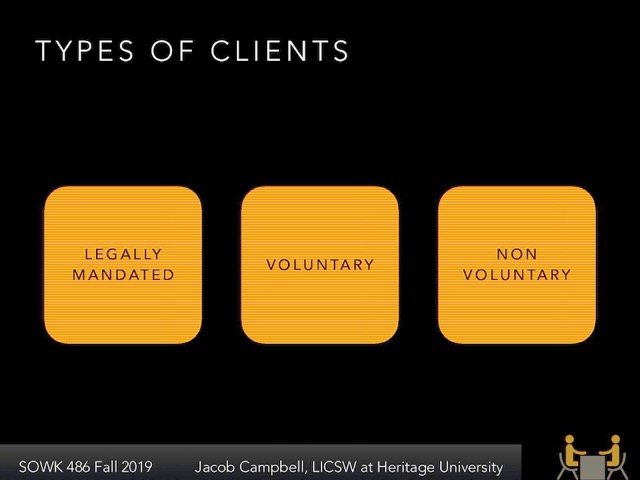 TYPES OF CLIENTS
LEGALLY
MANDATED
VOLUNTARY
NON
VOLUNTARY
SOWK 486 Fall 2019
Jacob Campbell, LICSW at Heritage University